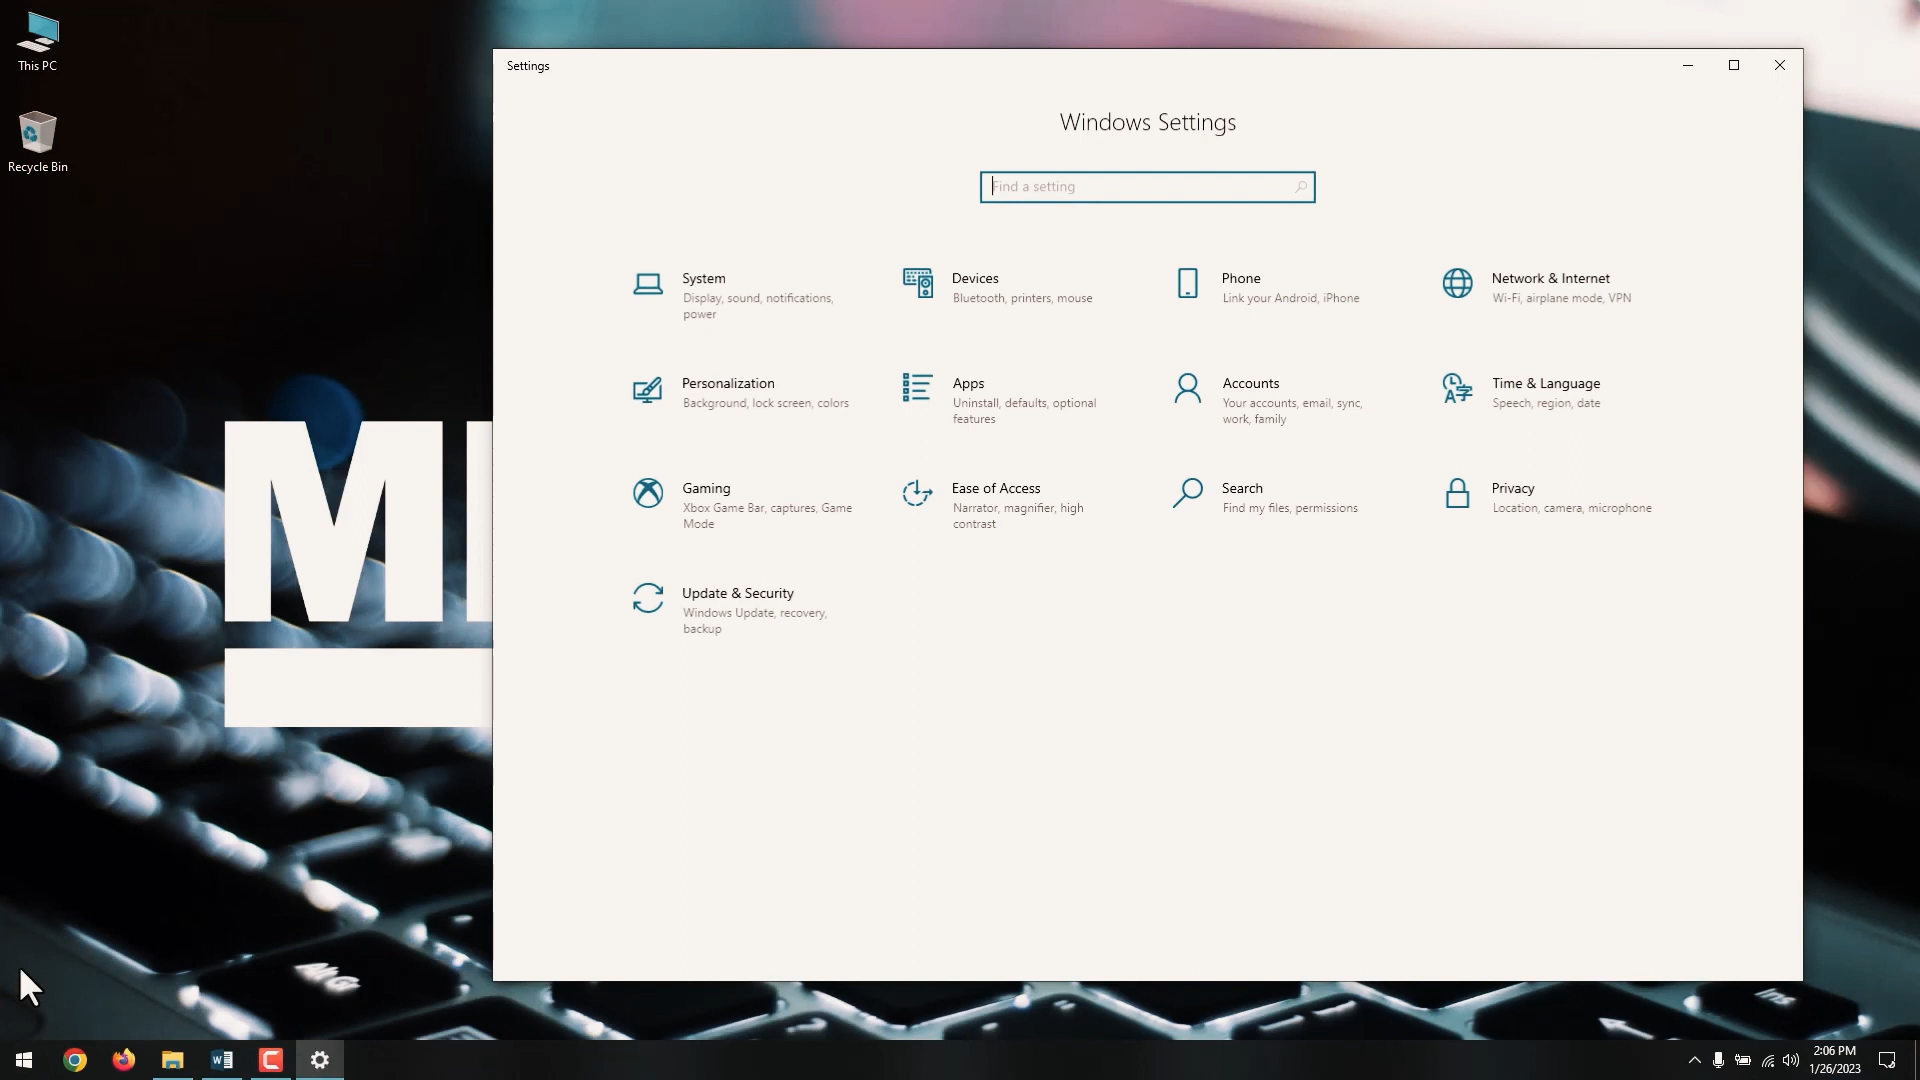 This PC
Recycle Bin
Settings
Windows Settings
Find a setting
System
Display, sound, notifications,
power
Devices
Bluetooth, printers, mouse
Phone
Link your Android, iPhone
Network & Internet
Wi-Fi, airplane mode, VPN
Personalization
Background, lock screen, colors
Apps
Uninstall, defaults, optional
features
Accounts
Your accounts, email, sync,
work, family
Time & Language
Speech, region, date
Gaming
Xbox Game Bar, captures, Game
Mode
Ease of Access
Narrator, magnifier, high
contrast
Search
Find my files, permissions
Privacy
Location, camera, microphone
Update & Security
Windows Update, recovery,
backup
Alt Gr
Ins
2:06 PM
1/26/2023